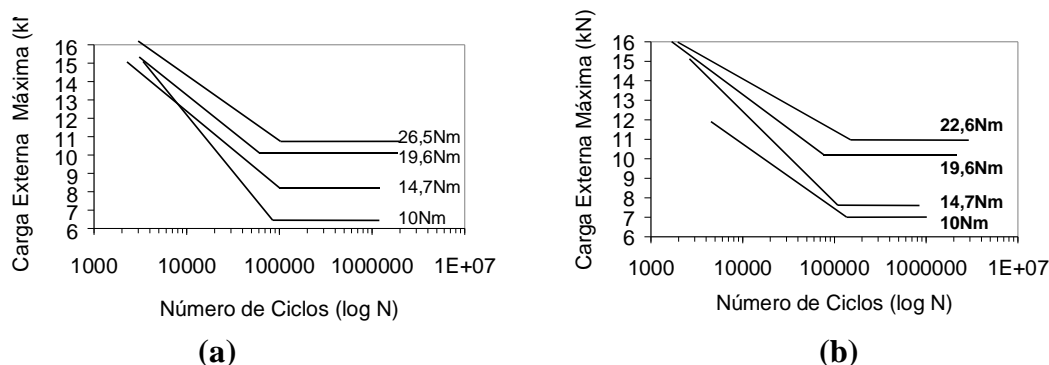 Carga Externa Máxima (kN
16
15
14
13
12
11
10
9
8
7
6
26,5Nm
19,6Nm
14,7Nm
10Nm
1000 10000 100000 1000000 1E+07
Número de Ciclos (log N)
(a)
Carga Externa Máxima (kN)
16
15
14
13
12
11
10
9
8
7
6
22,6Nm
19,6Nm
14,7Nm
10Nm
1000 10000 100000 1000000 1E+07
Número de Ciclos (log N)
(b)